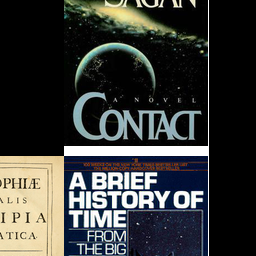 SAGAN
A NOVEL
CONTACT
OPHIÆ
ALIS
IPIA
ATICA.
A BRIEF
HISTORY OF
TIME
FROM THE
BIG